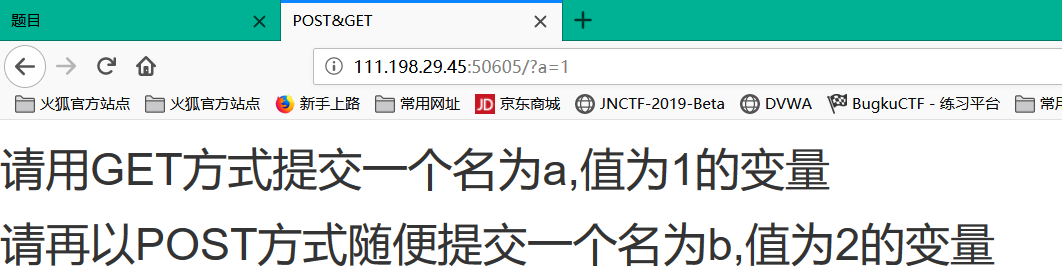 题目
POST&GET
111.198.29.45:50605/?a=1
火狐官方站点 火狐官方站点 新手上路 常用网址 JD 京东商城 JNCTF-2019-Beta DVWA BugkuCTF - 练习平台 常用
请用GET方式提交一个名为a,值为1的变量
请再以POST方式随便提交一个名为b,值为2的变量